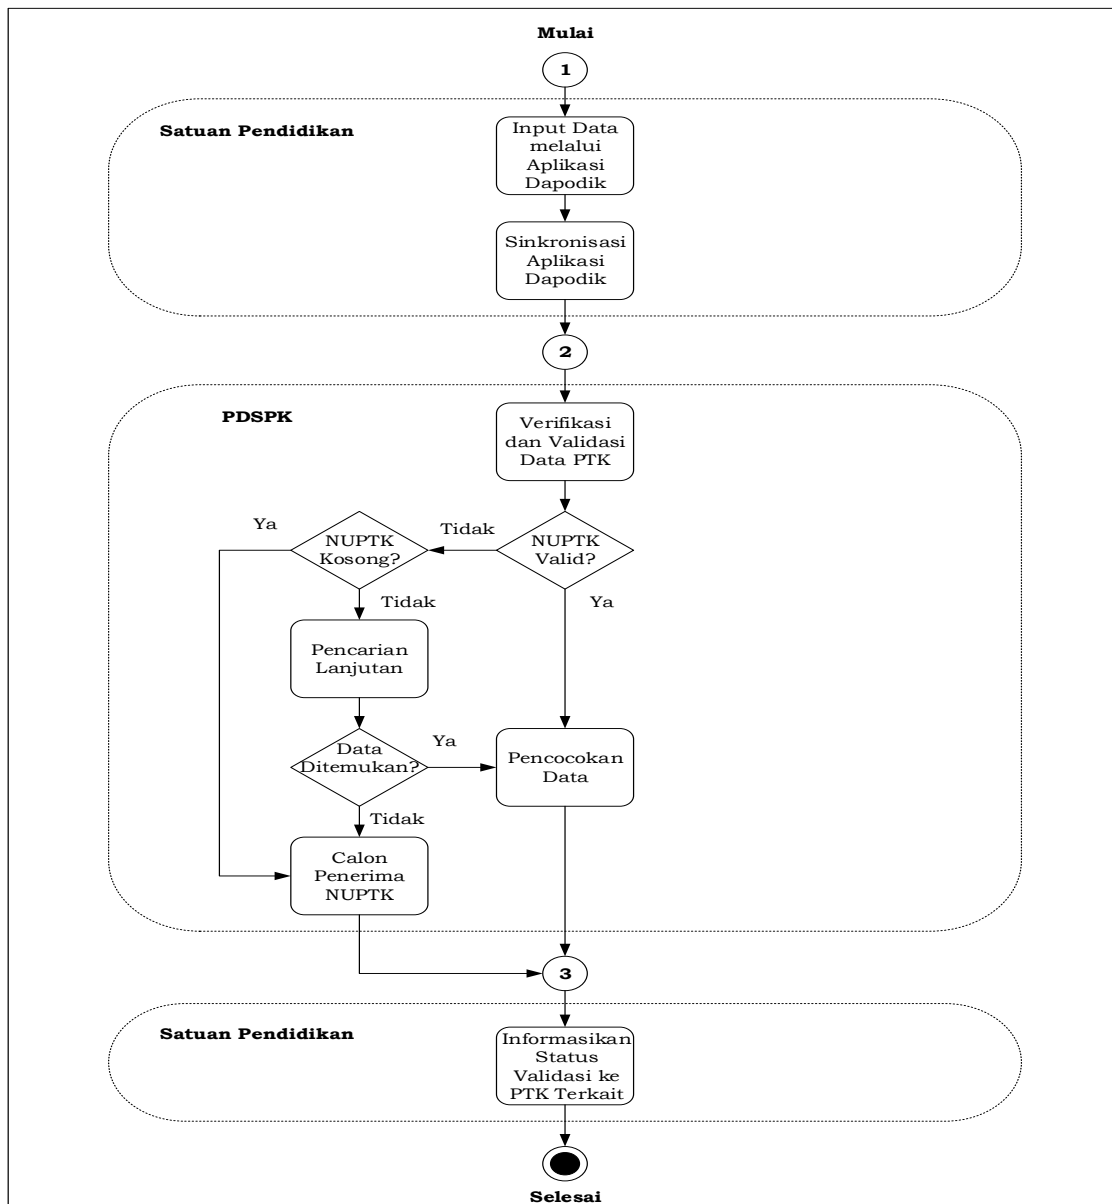 Mulai
1
Satuan Pendidikan
Input Data
melalui
Aplikasi
Dapodik
Sinkronisasi
Aplikasi
Dapodik
2
PDSPK
Verifikasi
dan Validasi
Data PTK
Ya
NUPTK
Kosong?
Tidak
NUPTK
Valid?
Tidak
Ya
Pencarian
Lanjutan
Data
Ditemukan?
Ya
Pencocokan
Data
Tidak
Calon
Penerima
NUPTK
3
Satuan Pendidikan
Informasikan
Status
Validasi ke
PTK Terkait
Selesai